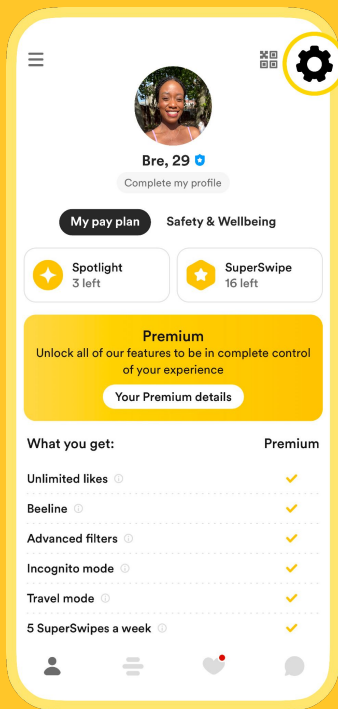 Bre, 29
Complete my profile
My pay plan
Safety & Wellbeing
Spotlight
3 left
SuperSwipe
16 left
Premium
Unlock all of our features to be in complete control
of your experience
Your Premium details
What you get:
Premium
Unlimited likes
Beeline
Advanced filters
Incognito mode
Travel mode
5 SuperSwipes a week